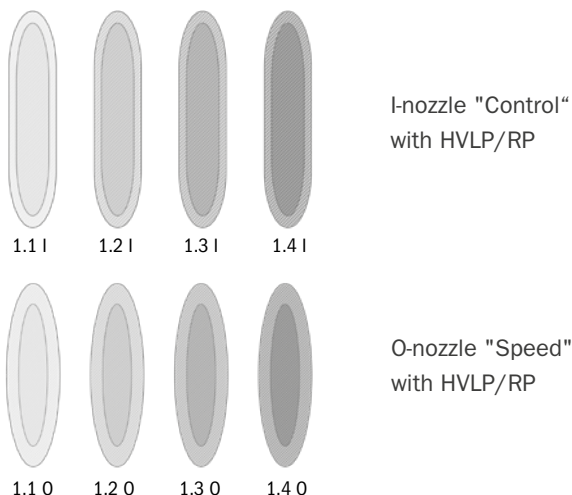 I-nozzle "Control“
with HVLP/RP
1.1 I 1.2 I 1.3 I 1.4 I
O-nozzle "Speed"
with HVLP/RP
1.1 O 1.2 O 1.3 O 1.4 O